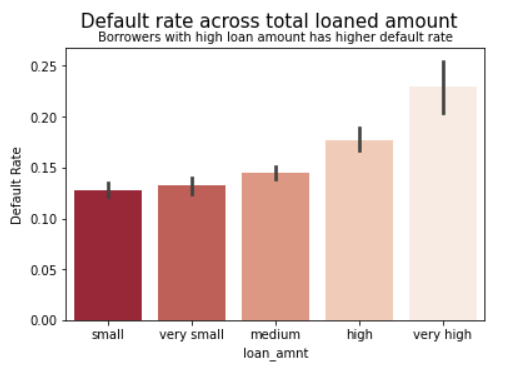 Default rate across total loaned amount
Borrowers with high loan amount has higher default rate
0.25
0.20
0.15
0.10
0.05
0.00
Default Rate
small very small medium high very high
loan_amnt